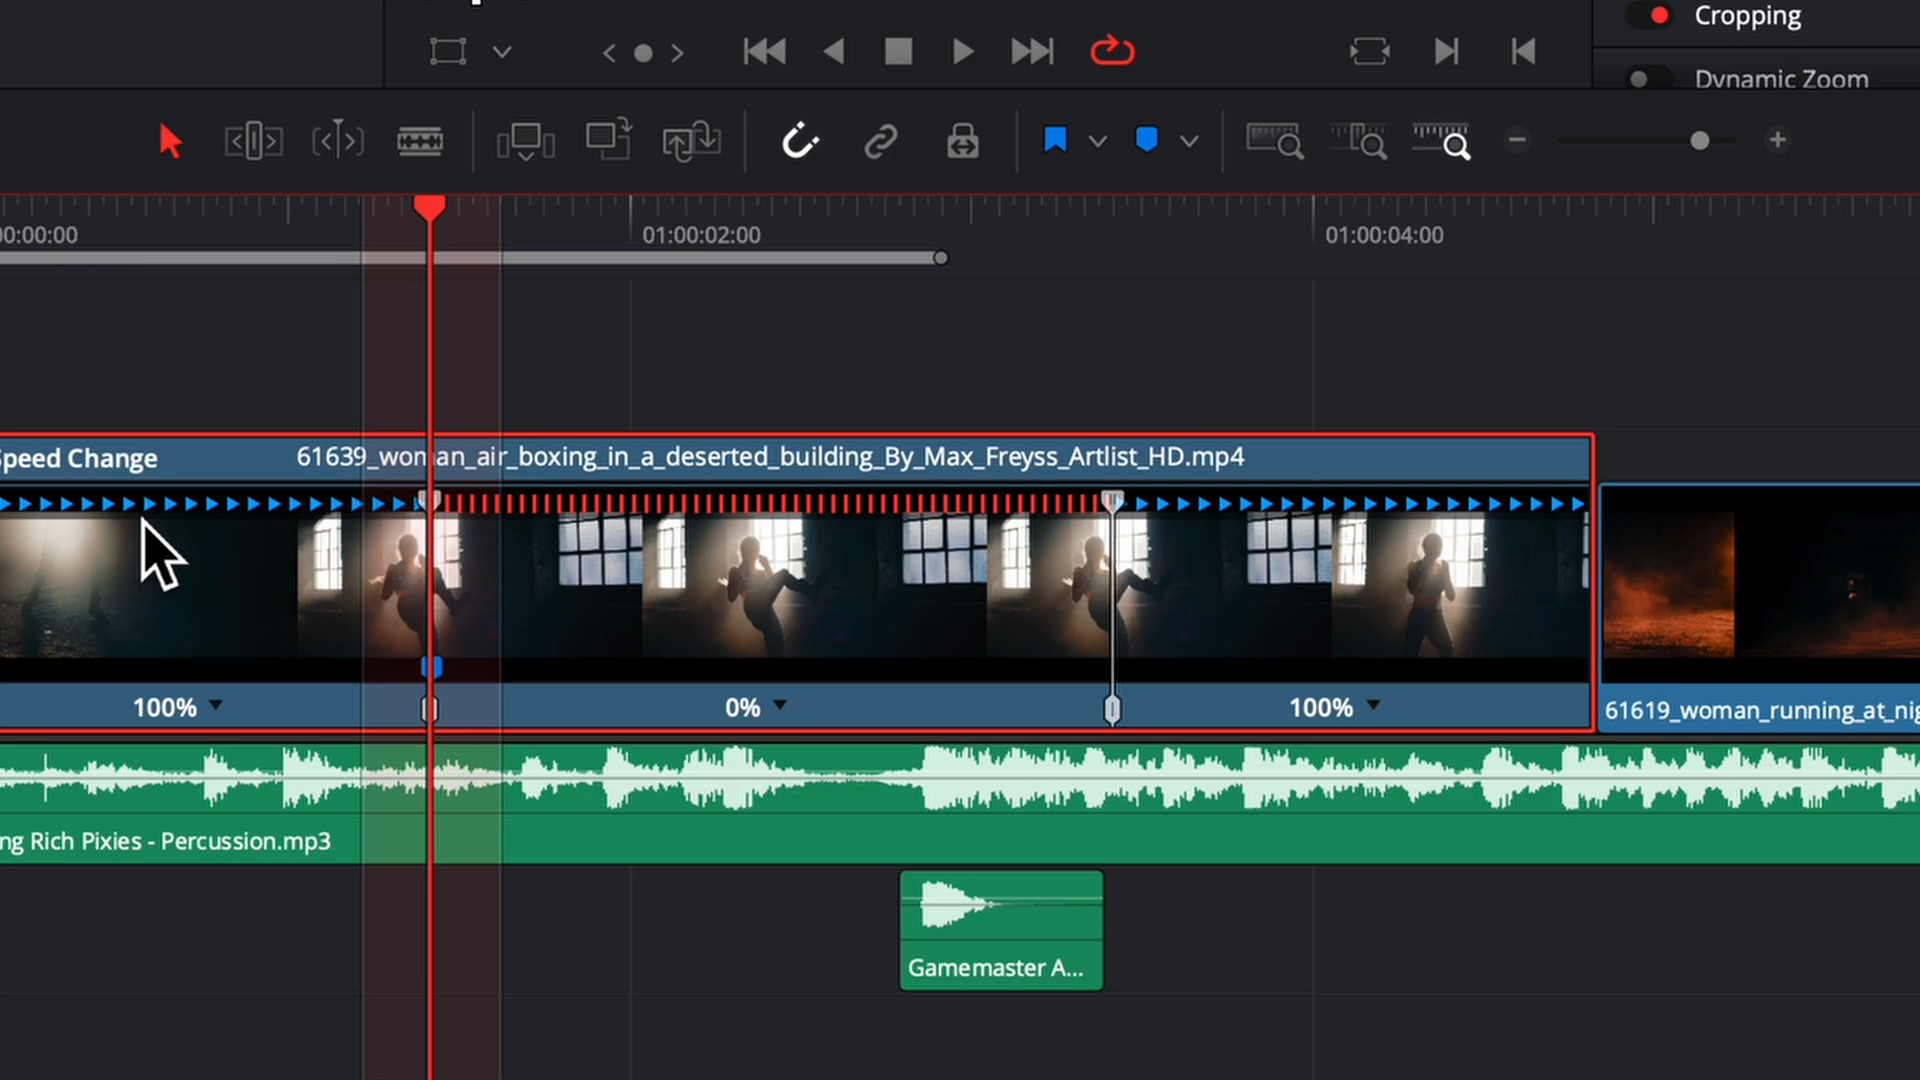 Cropping
Dynamic Zoom
00:00:00
01:00:02:00
01:00:04:00
Speed Change
61639_woman_air_boxing_in_a_deserted_building_By_Max_Freyss_Artlist_HD.mp4
100%
0%
100%
61619_woman_running_at_nig
ng Rich Pixies - Percussion.mp3
Gamemaster A...